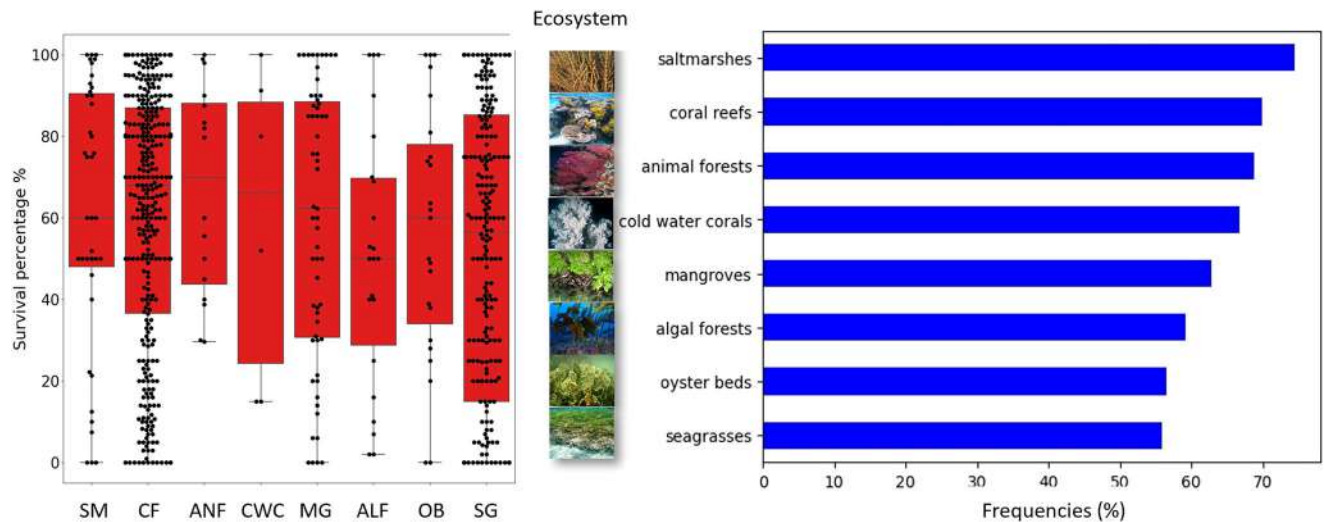 Ecosystem
Survival percentage %
100
80
60
40
20
0
SM CF ANF CWC MG ALF OB SG
saltmarshes
coral reefs
animal forests
cold water corals
mangroves
algal forests
oyster beds
seagrasses
0 10 20 30 40 50 60 70
Frequencies (%)